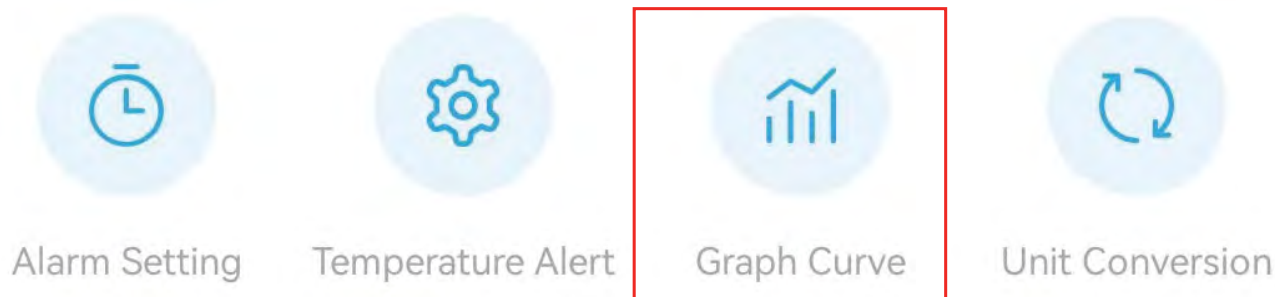 Alarm Setting
Temperature Alert
Graph Curve
Unit Conversion